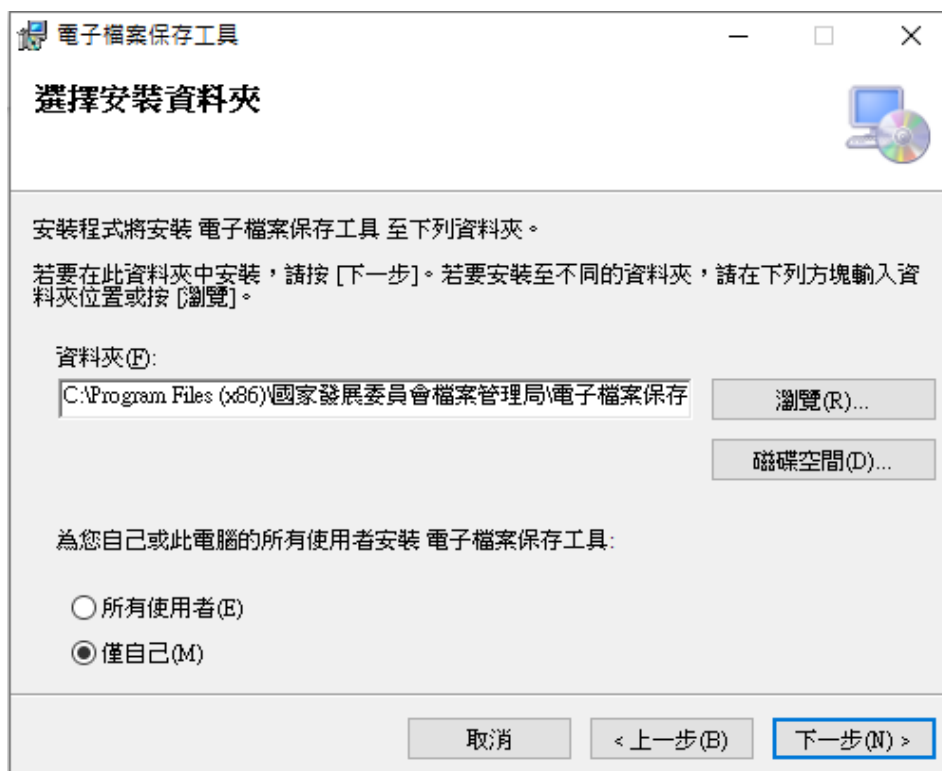 電子檔案保存工具
選擇安裝資料夾
安裝程式將安裝 電子檔案保存工具 至下列資料夾。
若要在此資料夾中安裝，請按 [下一步]。若要安裝至不同的資料夾，請在下列方塊輸入資
料夾位置或按 [瀏覽]。
資料夾(F):
C:\Program Files (x86)\國家發展委員會檔案管理局\電子檔案保存
瀏覽(R)...
磁碟空間(D)...
為您自己或此電腦的所有使用者安裝 電子檔案保存工具:
所有使用者(E)
僅自己(M)
取消
< 上一步(B)
下一步(N) >